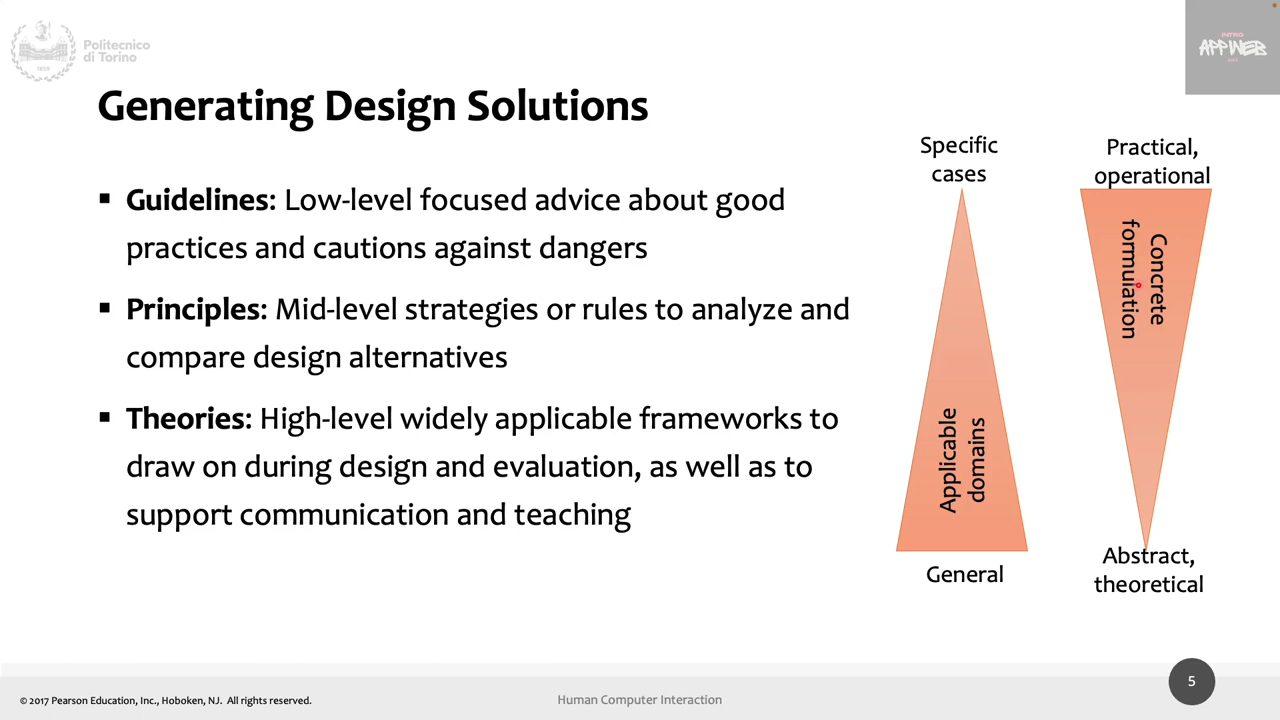 Politecnico
di Torino
1859
INTRO
APPWEB
Generating Design Solutions
▪ Guidelines: Low-level focused advice about good
practices and cautions against dangers
▪ Principles: Mid-level strategies or rules to analyze and
compare design alternatives
▪ Theories: High-level widely applicable frameworks to
draw on during design and evaluation, as well as to
support communication and teaching
Specific
cases
Applicable
domains
General
Practical,
operational
Concrete
formulation
Abstract,
theoretical
© 2017 Pearson Education, Inc., Hoboken, NJ. All rights reserved.
Human Computer Interaction
5